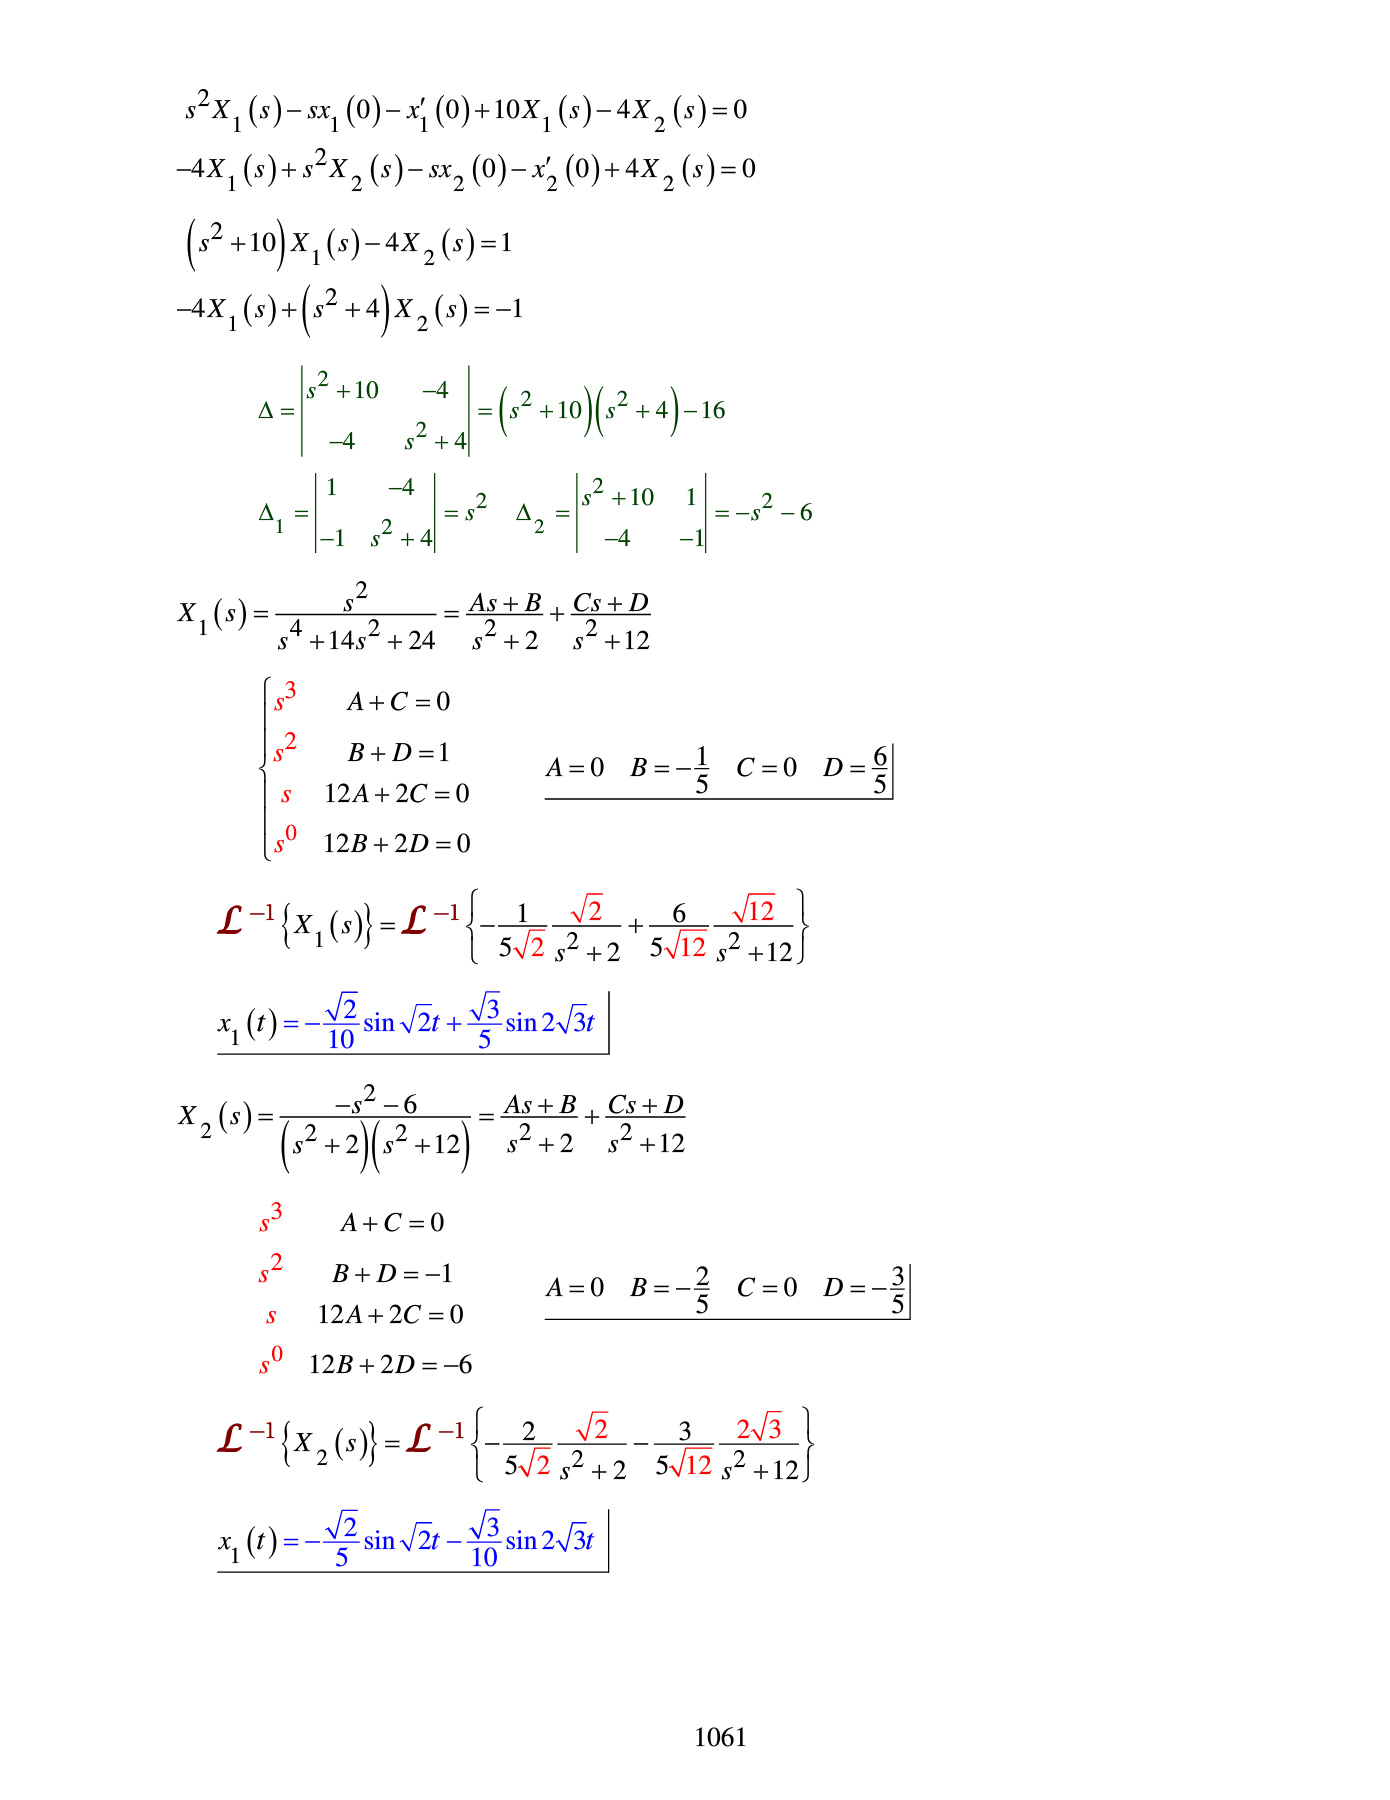 s²X₁(s) − sx₁(0) − x₁′(0) + 10X₁(s) − 4X₂(s) = 0
−4X₁(s) + s²X₂(s) − sx₂(0) − x₂′(0) + 4X₂(s) = 0
(s² + 10)X₁(s) − 4X₂(s) = 1
−4X₁(s) + (s² + 4)X₂(s) = −1
Δ = |s² + 10  −4; −4  s² + 4| = (s² + 10)(s² + 4) − 16
Δ₁ = |1  −4; −1  s² + 4| = s²  Δ₂ = |s² + 10  1; −4  −1| = −s² − 6
X₁(s) = s²/(s⁴ + 14s² + 24) = (As + B)/(s² + 2) + (Cs + D)/(s² + 12)
s³  A + C = 0
s²  B + D = 1
s  12A + 2C = 0
s⁰  12B + 2D = 0
A = 0  B = −1/5  C = 0  D = 6/5
ℒ⁻¹{X₁(s)} = ℒ⁻¹{−1/(5√2) √2/(s² + 2) + 6/(5√12) √12/(s² + 12)}
x₁(t) = −√2/10 sin √2t + √3/5 sin 2√3t
X₂(s) = (−s² − 6)/((s² + 2)(s² + 12)) = (As + B)/(s² + 2) + (Cs + D)/(s² + 12)
s³  A + C = 0
s²  B + D = −1
s  12A + 2C = 0
s⁰  12B + 2D = −6
A = 0  B = −2/5  C = 0  D = −3/5
ℒ⁻¹{X₂(s)} = ℒ⁻¹{−2/(5√2) √2/(s² + 2) − 3/(5√12) 2√3/(s² + 12)}
x₁(t) = −√2/5 sin √2t − √3/10 sin 2√3t
1061